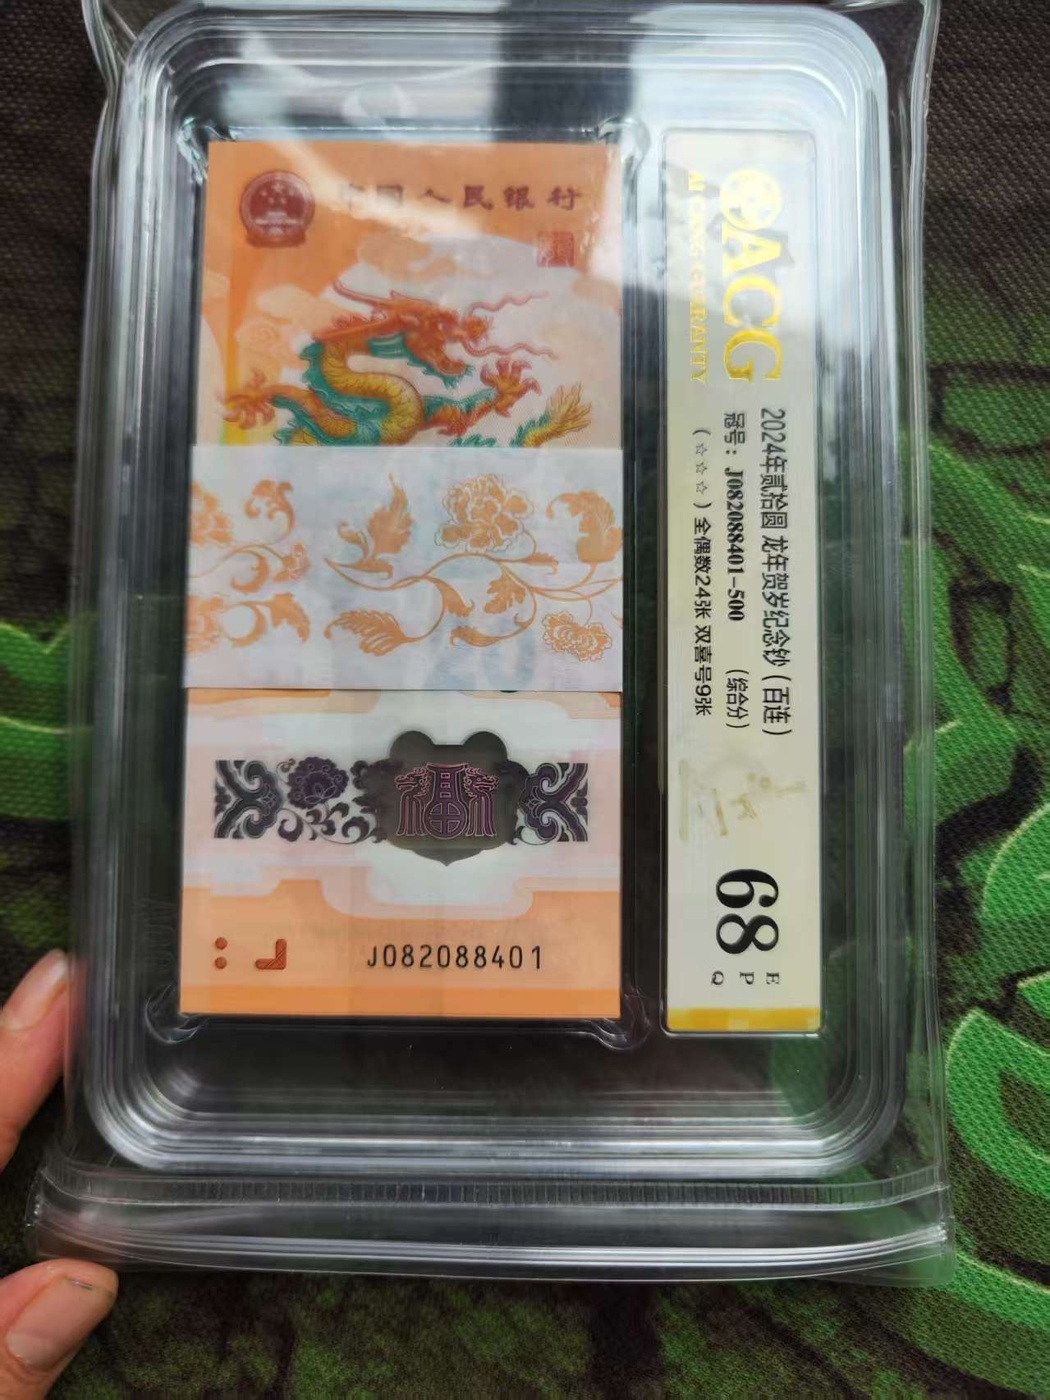 中国人民银行
J082088401
ACG
2024年贰拾圆 龙年贺岁纪念钞（百连）
冠号：J082088401-500 （综合分）
（☆☆☆）全偶数24张 双喜号9张
68
E
P
Q